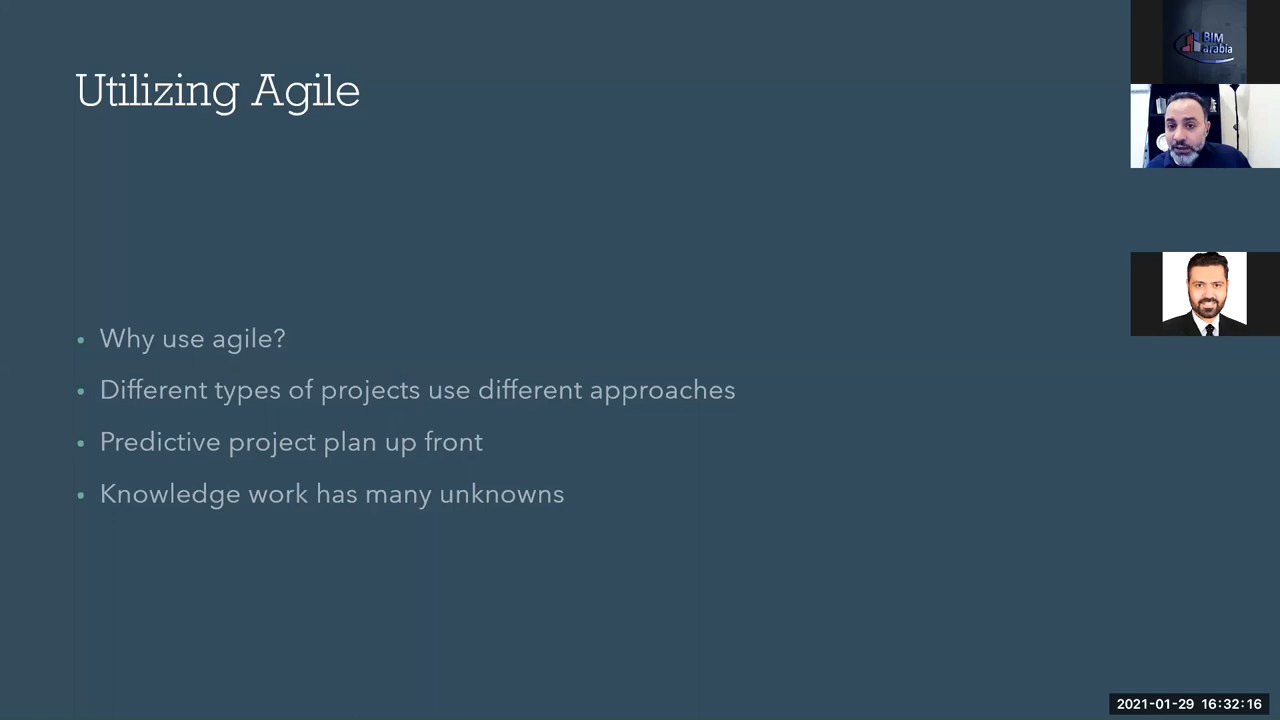 Utilizing Agile
BIM
arabia
• Why use agile?
• Different types of projects use different approaches
• Predictive project plan up front
• Knowledge work has many unknowns
2021-01-29 16:32:16